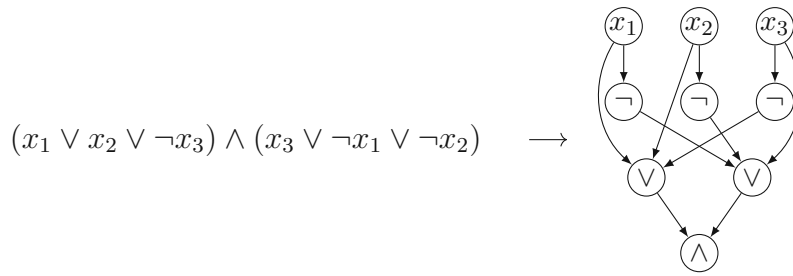 x₁ x₂ x₃
¬ ¬ ¬
(x₁ ∨ x₂ ∨ ¬x₃) ∧ (x₃ ∨ ¬x₁ ∨ ¬x₂) ⟶
∨ ∨
∧